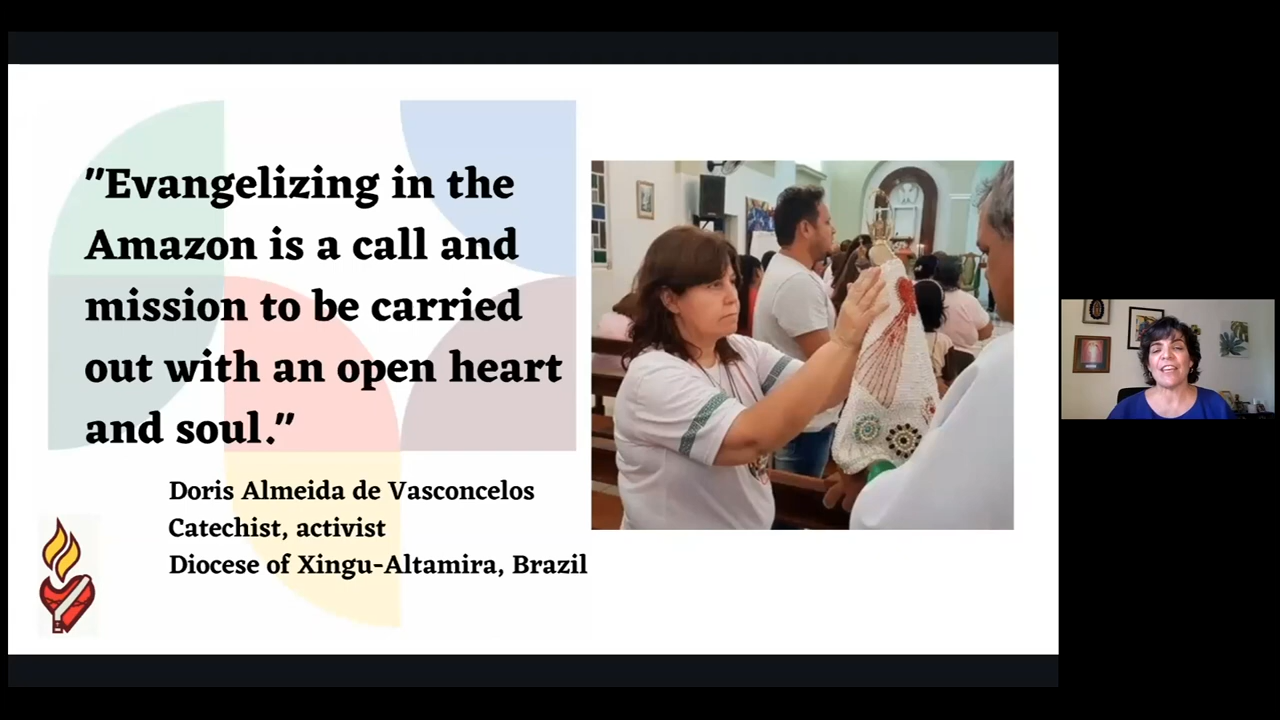 "Evangelizing in the
Amazon is a call and
mission to be carried
out with an open heart
and soul."
Doris Almeida de Vasconcelos
Catechist, activist
Diocese of Xingu-Altamira, Brazil